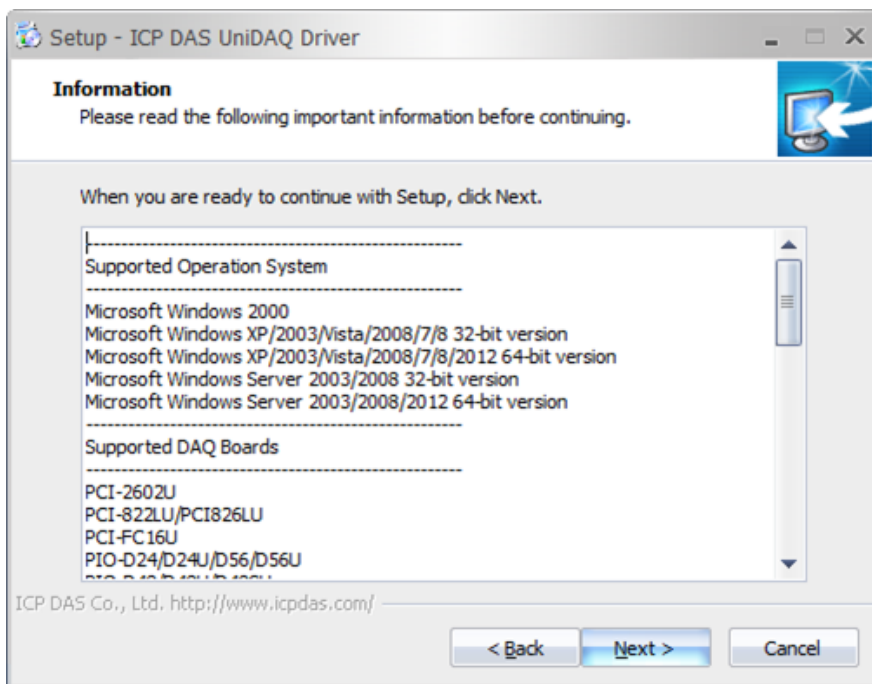 Setup - ICP DAS UniDAQ Driver
Information
Please read the following important information before continuing.
When you are ready to continue with Setup, click Next.
------------------------------------------------------
Supported Operation System
------------------------------------------------------
Microsoft Windows 2000
Microsoft Windows XP/2003/Vista/2008/7/8 32-bit version
Microsoft Windows XP/2003/Vista/2008/7/8/2012 64-bit version
Microsoft Windows Server 2003/2008 32-bit version
Microsoft Windows Server 2003/2008/2012 64-bit version
------------------------------------------------------
Supported DAQ Boards
------------------------------------------------------
PCI-2602U
PCI-822LU/PCI826LU
PCI-FC16U
PIO-D24/D24U/D56/D56U
ICP DAS Co., Ltd. http://www.icpdas.com/
< Back
Next >
Cancel